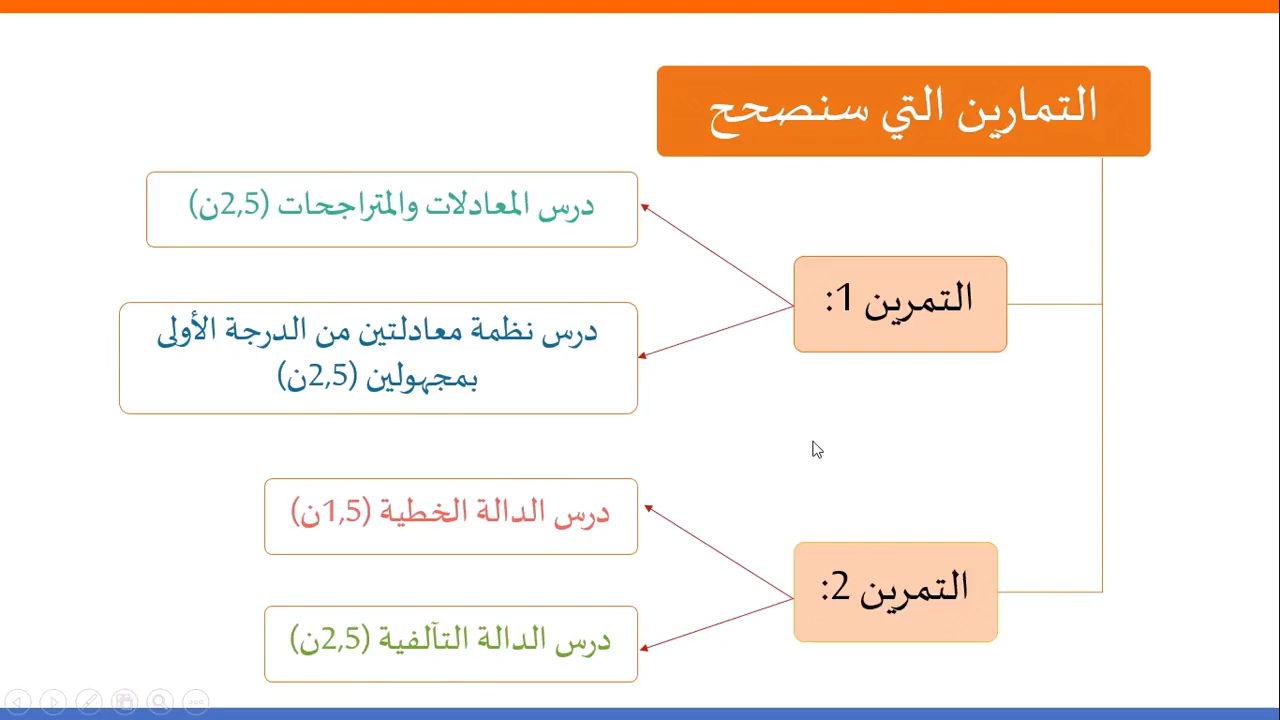 التمارين التي سنصحح
التمرين 1:
درس المعادلات والمتراجحات (2,5ن)
درس نظمة معادلتين من الدرجة الأولى
بمجهولين (2,5ن)
التمرين 2:
درس الدالة الخطية (1,5ن)
درس الدالة التآلفية (2,5ن)